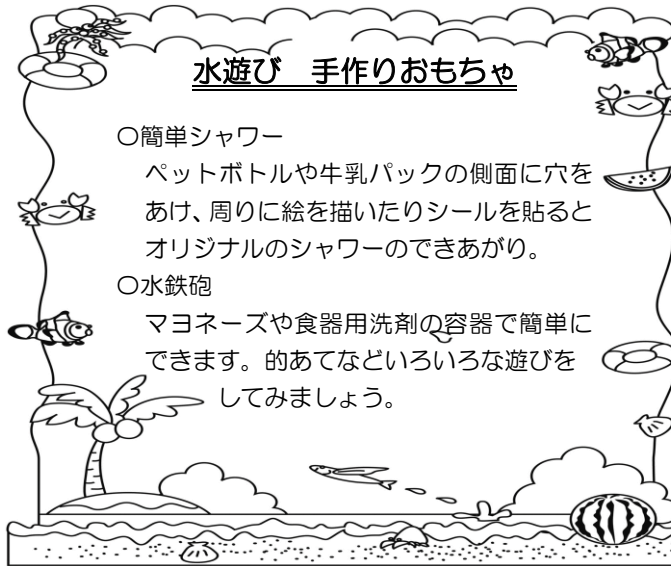 水遊び　手作りおもちゃ
〇簡単シャワー
ペットボトルや牛乳パックの側面に穴を
あけ、周りに絵を描いたりシールを貼ると
オリジナルのシャワーのできあがり。
〇水鉄砲
マヨネーズや食器用洗剤の容器で簡単に
できます。的あてなどいろいろな遊びを
してみましょう。